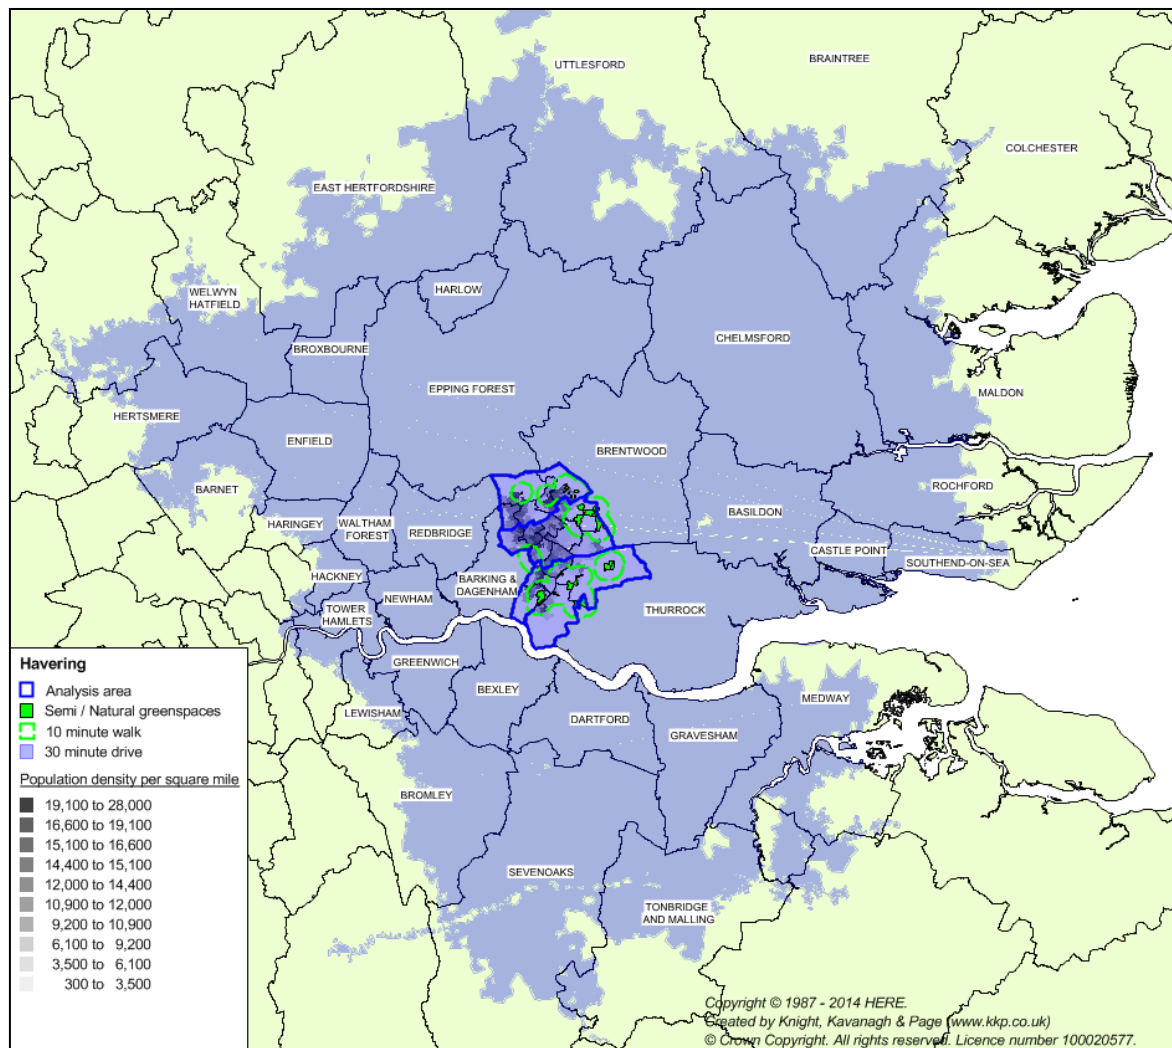 UTTLESFORD
BRAINTREE
COLCHESTER
EAST HERTFORDSHIRE
WELWYN
HATFIELD
HARLOW
BROXBOURNE
CHELMSFORD
EPPING FOREST
MALDON
HERTSMERE
ENFIELD
BRENTWOOD
BARNET
ROCHFORD
HARINGEY
WALTHAM
FOREST
REDBRIDGE
BASILDON
CASTLE POINT
SOUTHEND-ON-SEA
HACKNEY
BARKING &
DAGENHAM
NEWHAM
TOWER
HAMLETS
THURROCK
GREENWICH
BEXLEY
LEWISHAM
DARTFORD
MEDWAY
GRAVESHAM
BROMLEY
SEVENOAKS
TONBRIDGE
AND MALLING
Havering
Analysis area
Semi / Natural greenspaces
10 minute walk
30 minute drive
Population density per square mile
19,100 to 28,000
16,600 to 19,100
15,100 to 16,600
14,400 to 15,100
12,000 to 14,400
10,900 to 12,000
9,200 to 10,900
6,100 to 9,200
3,500 to 6,100
300 to 3,500
Copyright © 1987 - 2014 HERE.
Created by Knight, Kavanagh & Page (www.kkp.co.uk)
© Crown Copyright. All rights reserved. Licence number 100020577.